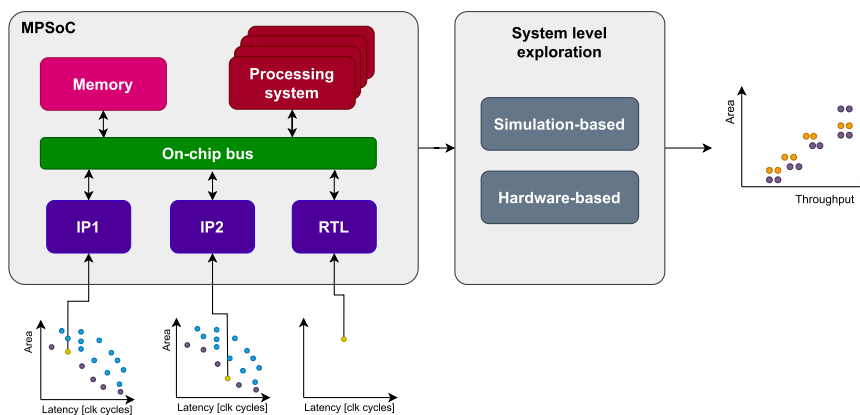 MPSoC
Memory
Processing
system
On-chip bus
IP1
IP2
RTL
System level
exploration
Simulation-based
Hardware-based
Area
Throughput
Area
Latency [clk cycles]
Area
Latency [clk cycles]
Latency [clk cycles]